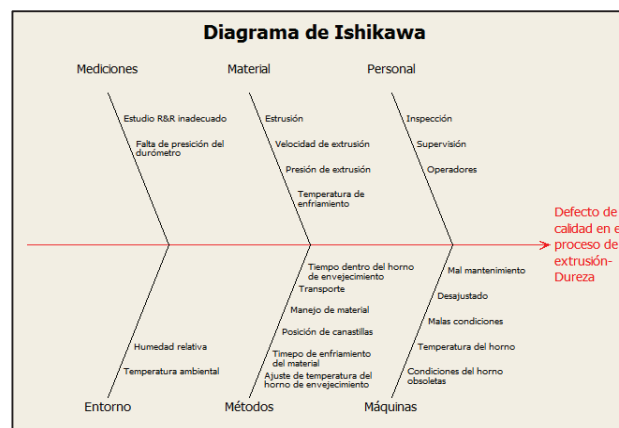 Diagrama de Ishikawa
Mediciones
Material
Personal
Estudio R&R inadecuado
Falta de presición del
durómetro
Estrusión
Velocidad de extrusión
Presión de extrusión
Temperatura de
enfriamiento
Inspección
Supervisión
Operadores
Defecto de
calidad en e
proceso de
extrusión-
Dureza
Humedad relativa
Temperatura ambiental
Tiempo dentro del horno
de envejecimiento
Transporte
Manejo de material
Posición de canastillas
Timepo de enfriamiento
del material
Ajuste de temperatura del
horno de envejecimiento
Mal mantenimiento
Desajustado
Malas condiciones
Temperatura del horno
Condiciones del horno
obsoletas
Entorno
Métodos
Máquinas